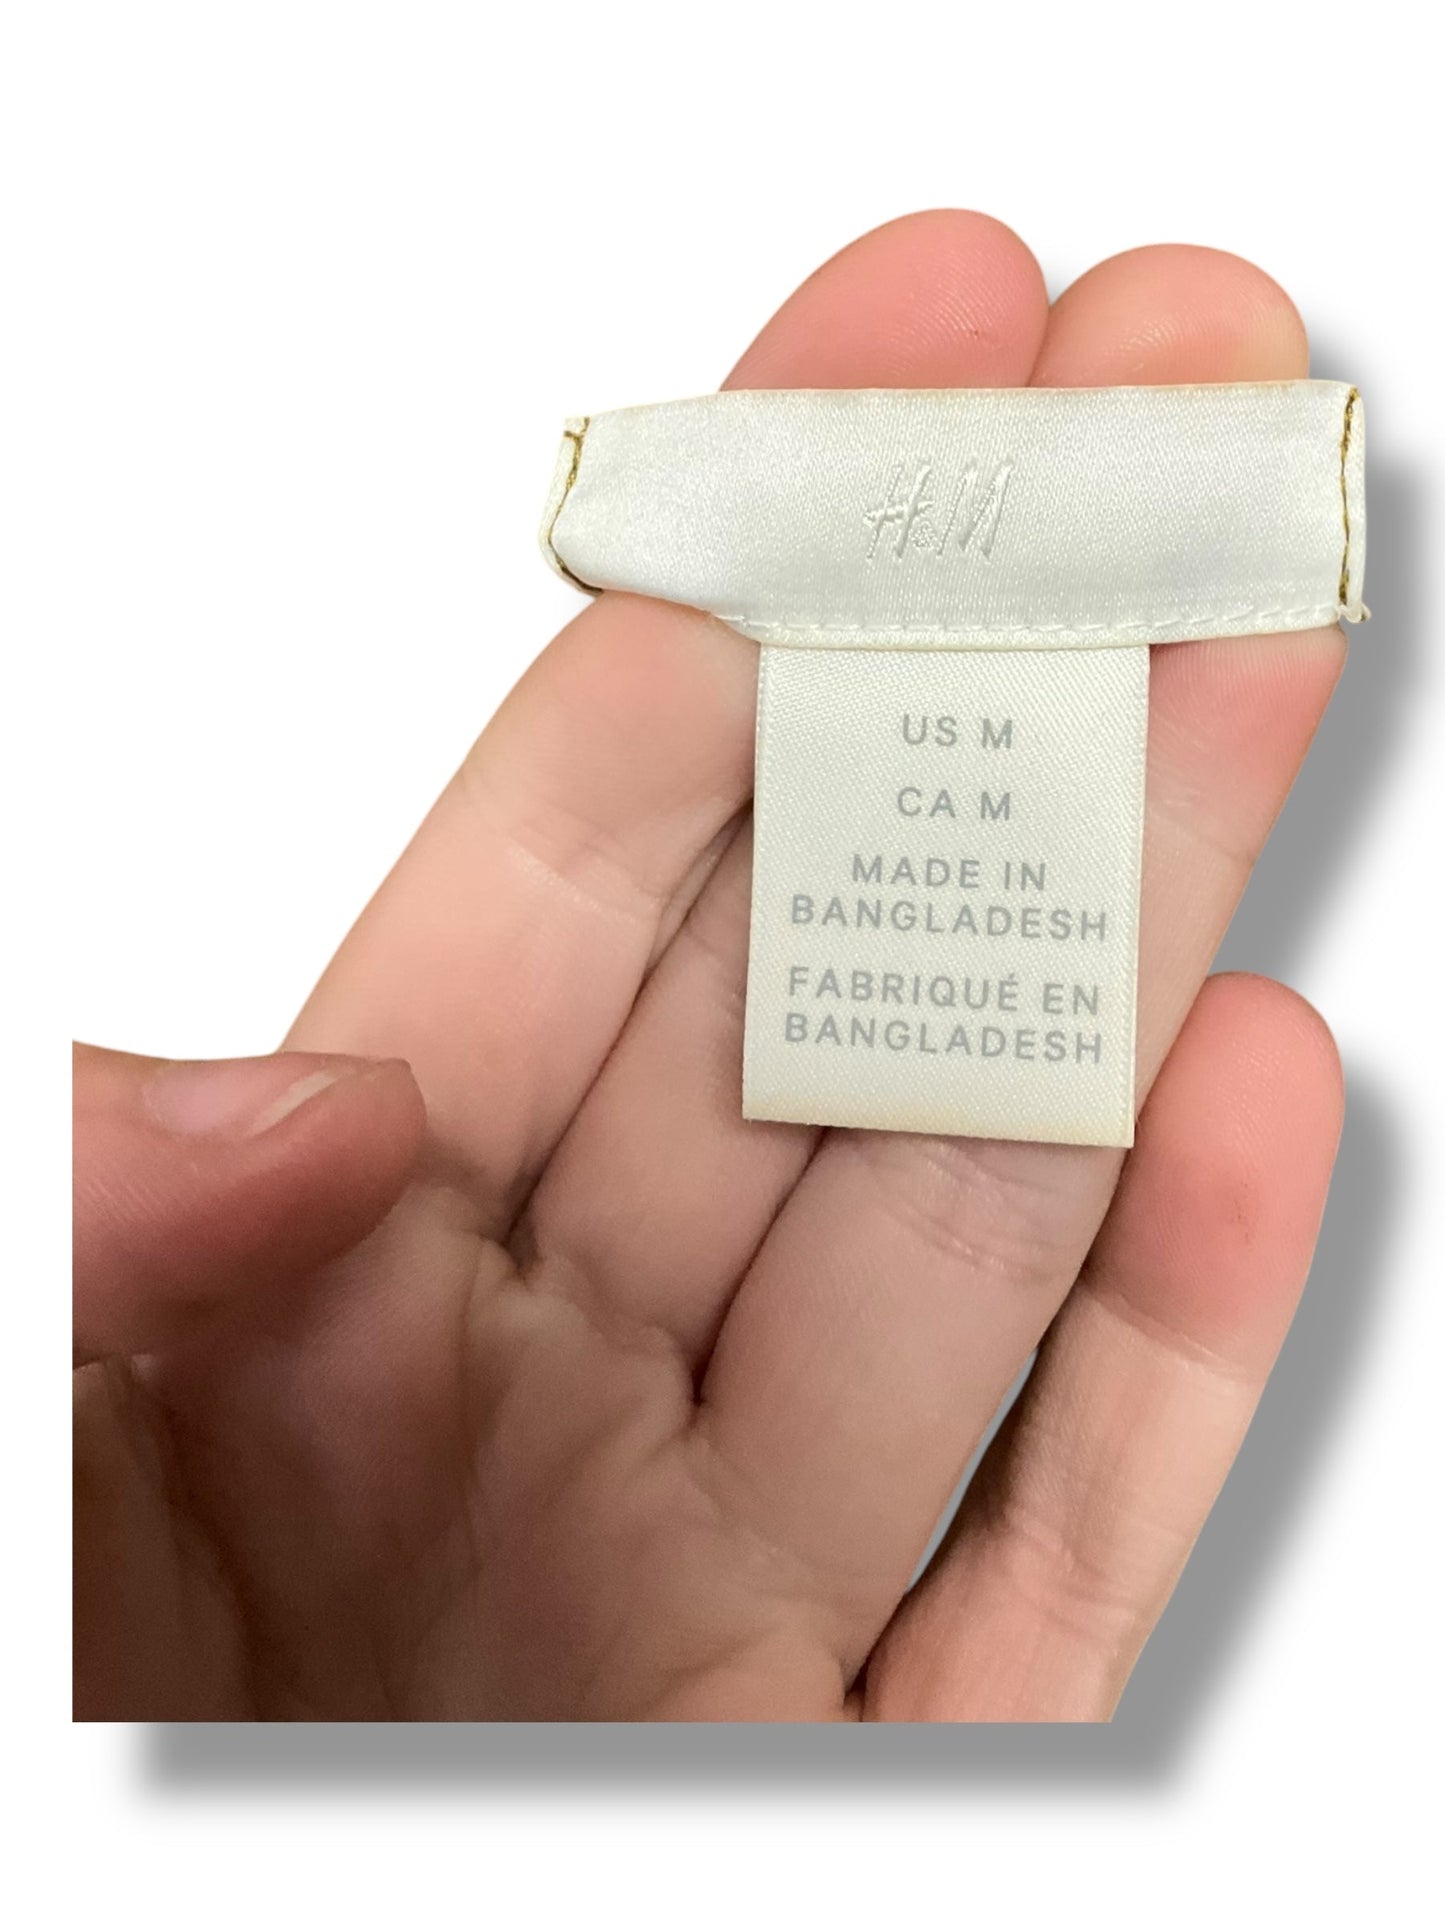 H&M
US M
CA M
MADE IN
BANGLADESH
FABRIQUÉ EN
BANGLADESH